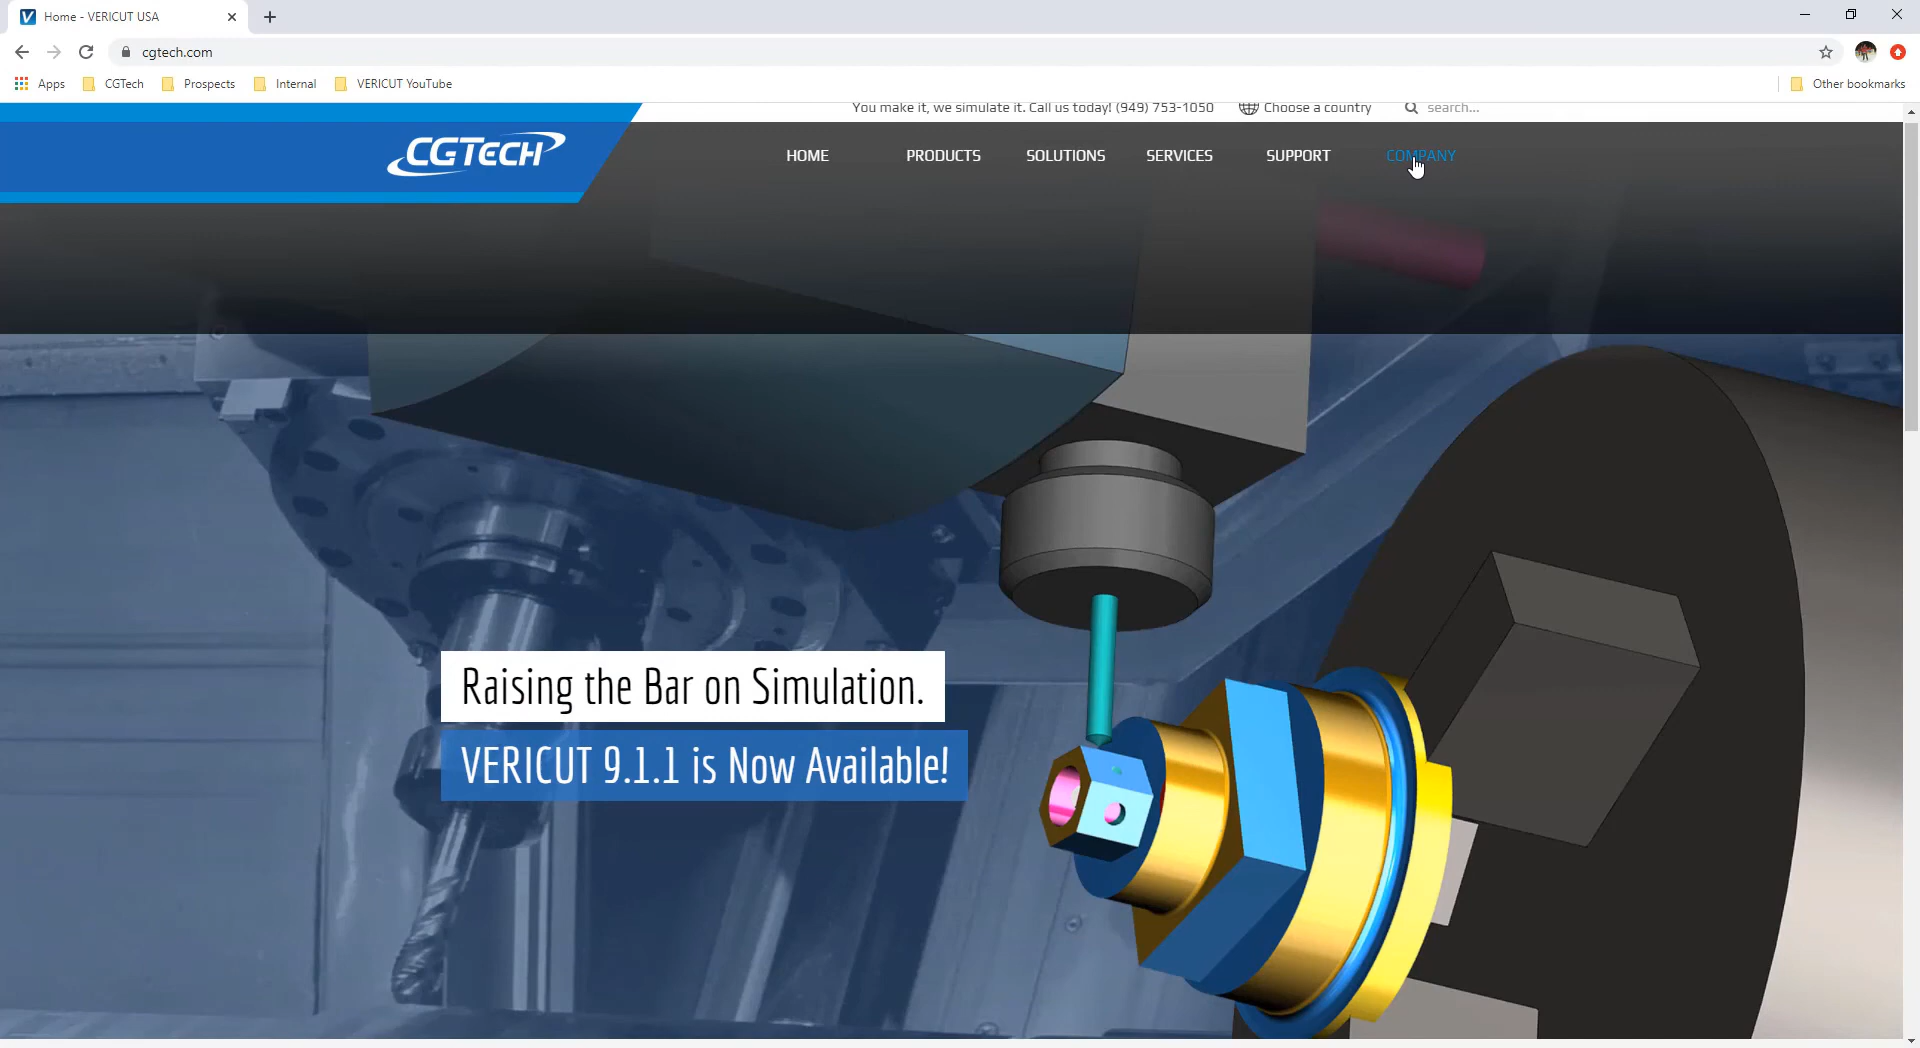 Home - VERICUT USA
cgtech.com
Apps CGTech Prospects Internal VERICUT YouTube Other bookmarks
You make it, we simulate it. Call us today! (949) 753-1050 Choose a country search...
CGTECH
HOME PRODUCTS SOLUTIONS SERVICES SUPPORT COMPANY
Raising the Bar on Simulation.
VERICUT 9.1.1 is Now Available!